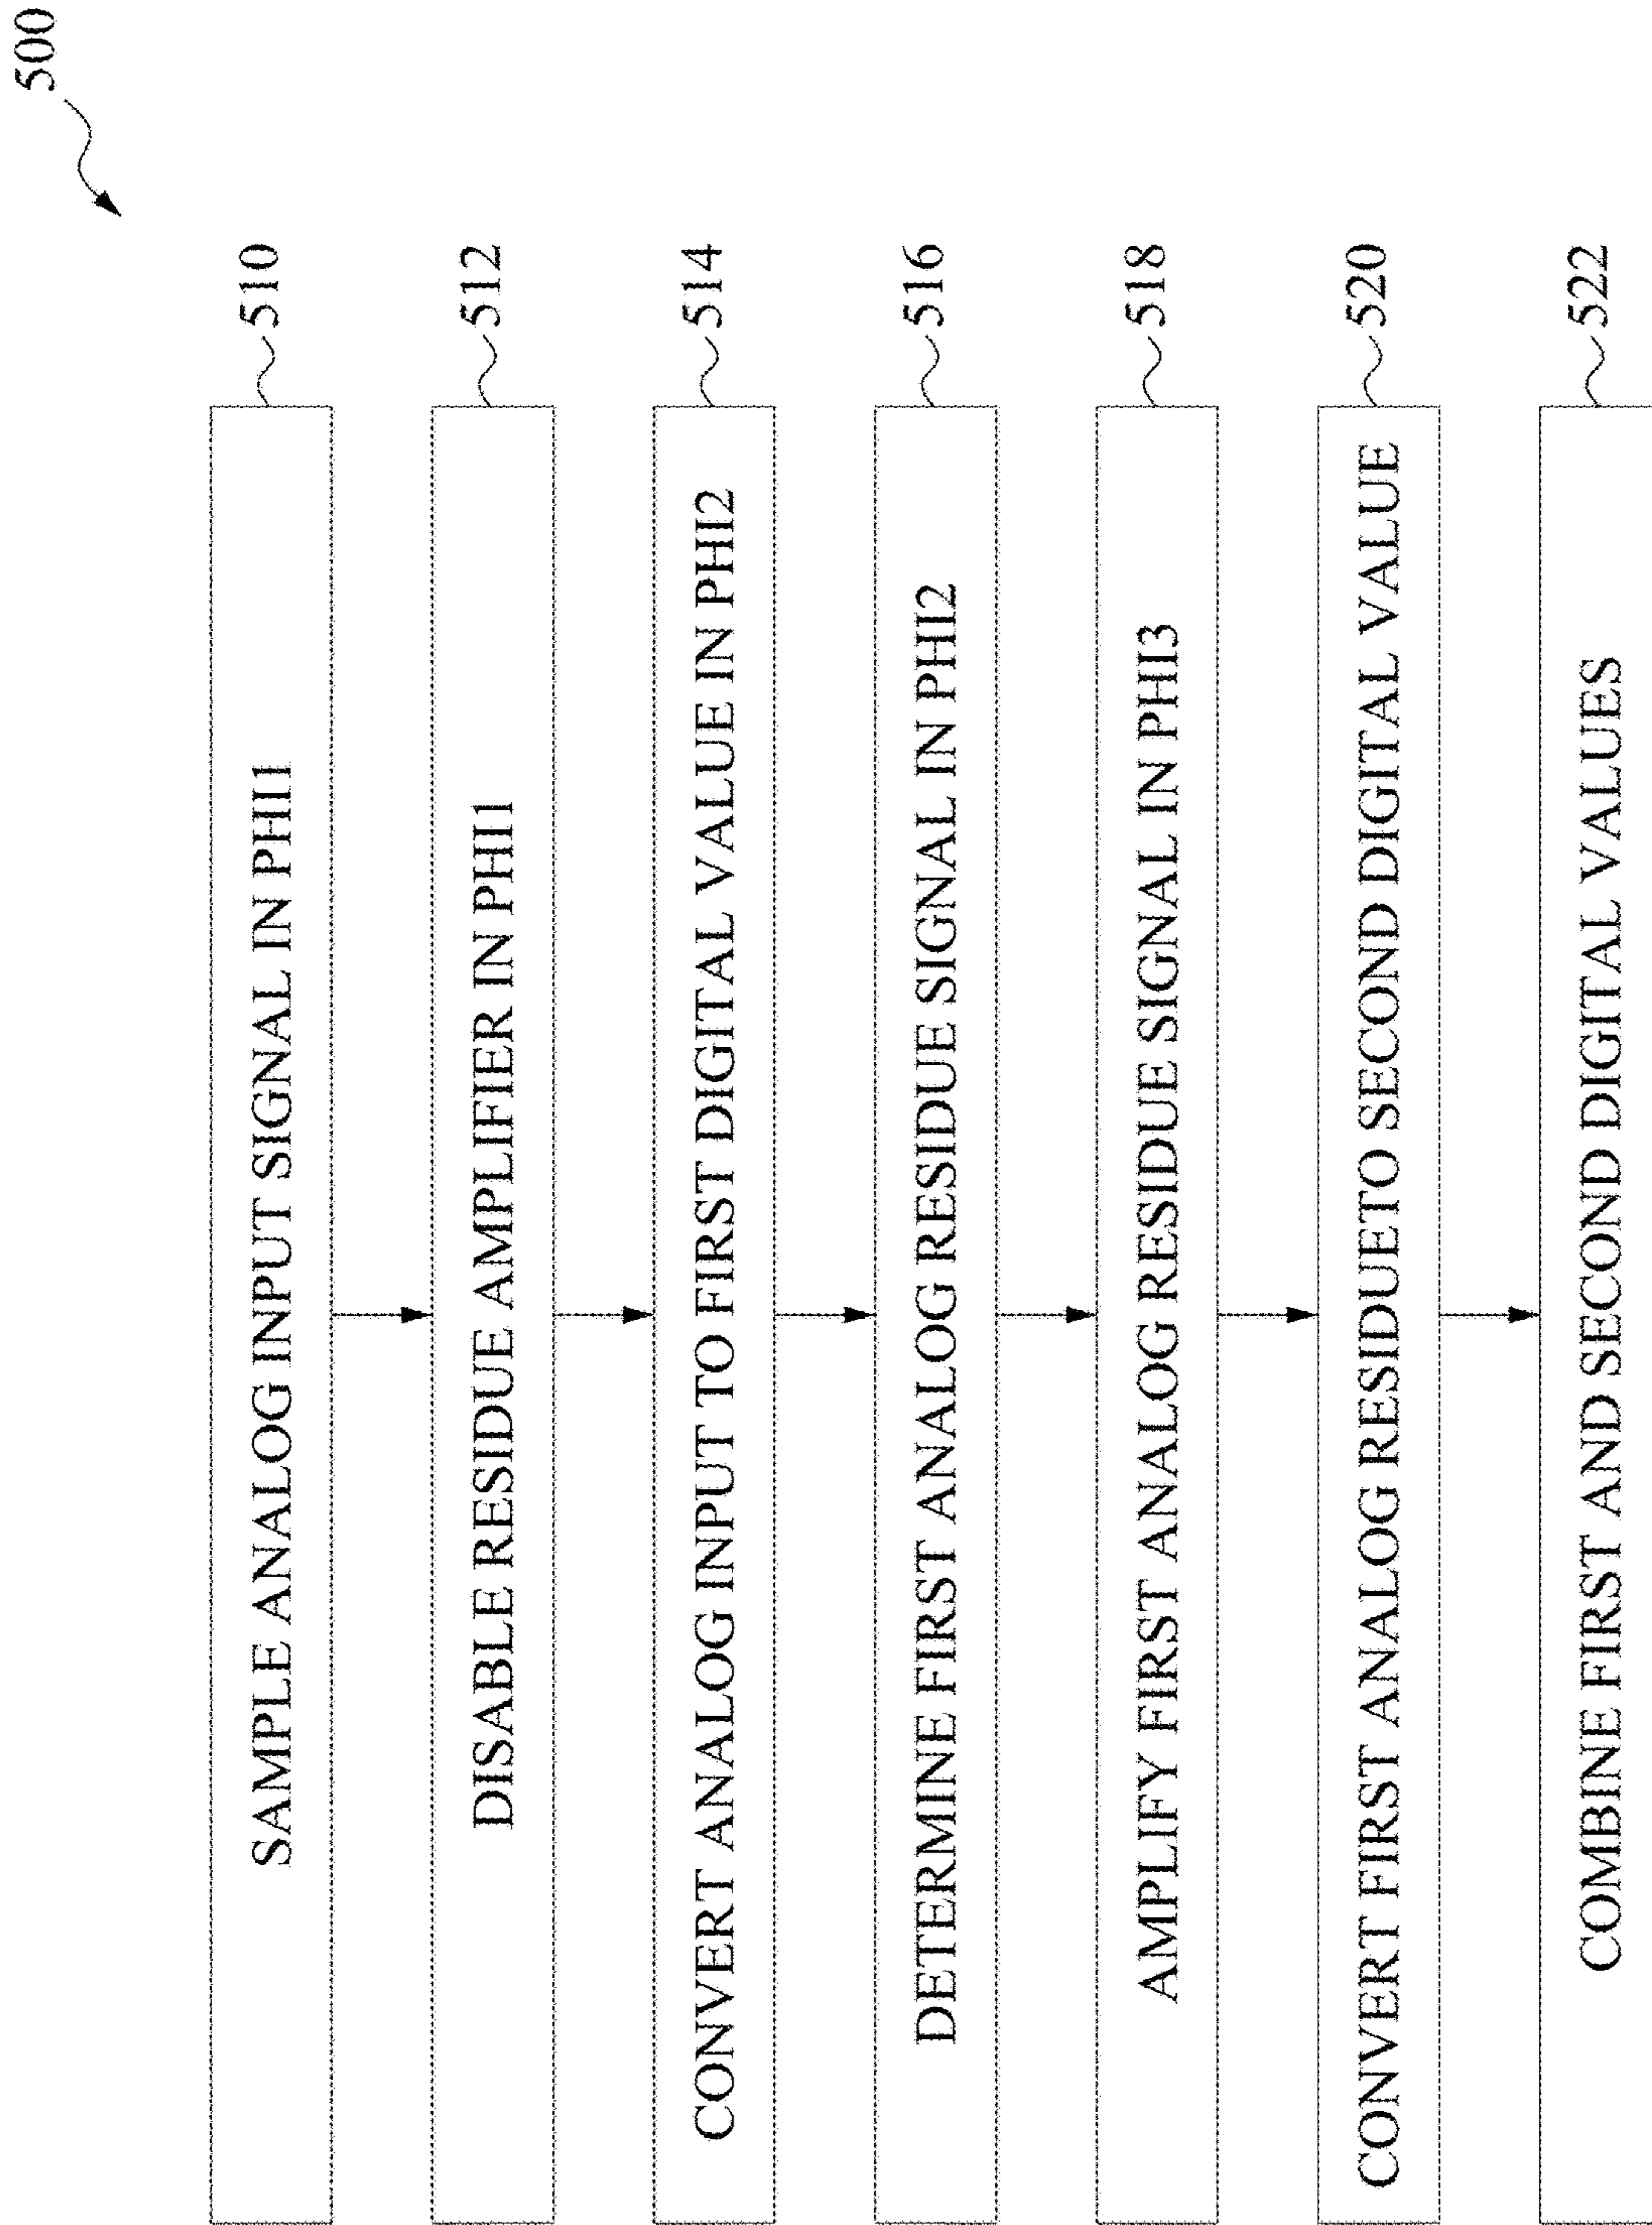 500
SAMPLE ANALOG INPUT SIGNAL IN PHI1
510
DISABLE RESIDUE AMPLIFIER IN PHI1
512
CONVERT ANALOG INPUT TO FIRST DIGITAL VALUE IN PHI2
514
DETERMINE FIRST ANALOG RESIDUE SIGNAL IN PHI2
516
AMPLIFY FIRST ANALOG RESIDUE SIGNAL IN PHI3
518
CONVERT FIRST ANALOG RESIDUETO SECOND DIGITAL VALUE
520
COMBINE FIRST AND SECOND DIGITAL VALUES
522